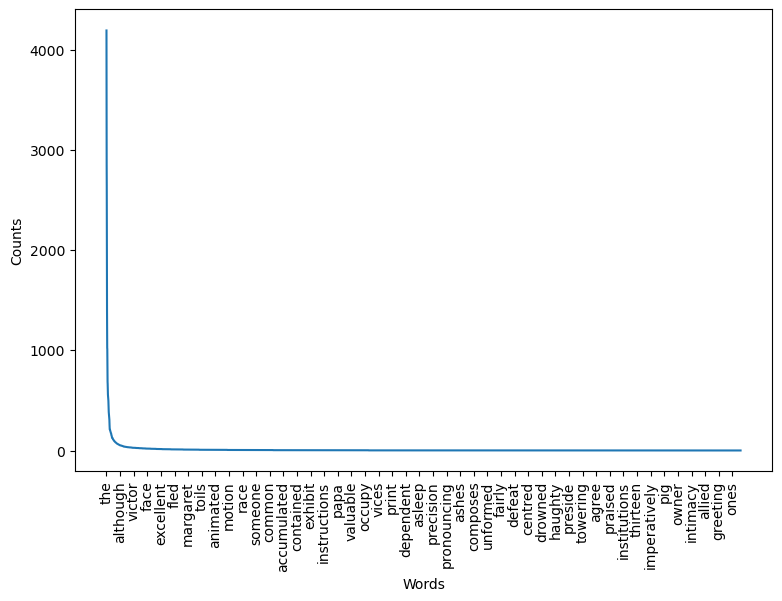 4000
3000
2000
1000
0
Counts
the
although
victor
face
excellent
fled
margaret
toils
animated
motion
race
someone
common
accumulated
contained
exhibit
instructions
papa
valuable
occupy
vices
print
dependent
asleep
precision
pronouncing
ashes
composes
unformed
fairly
defeat
centred
drowned
haughty
preside
towering
agree
praised
institutions
thirteen
imperatively
pig
owner
intimacy
allied
greeting
ones
Words